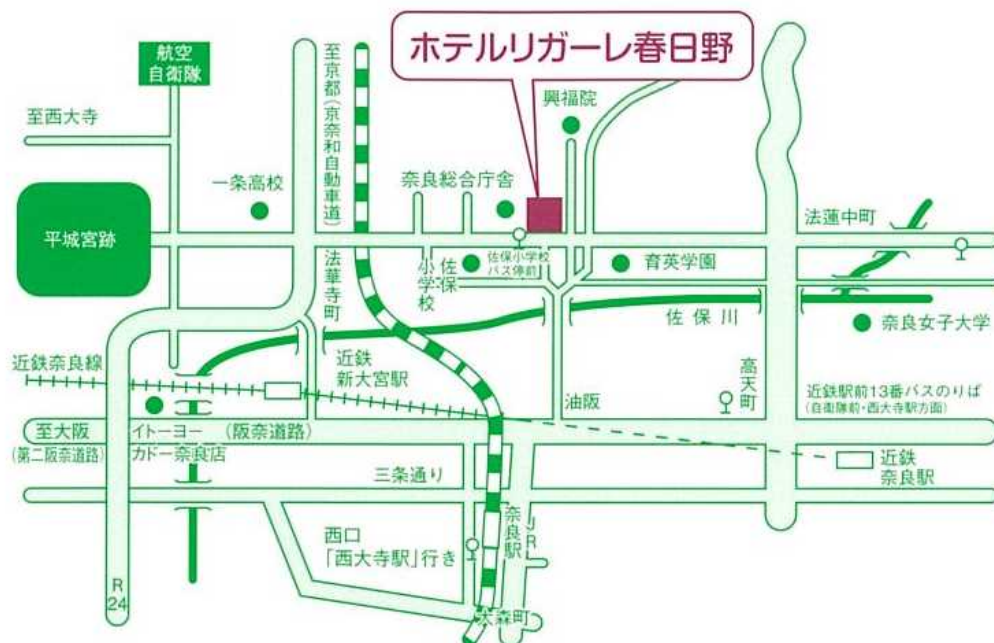 ホテルリガーレ春日野
航空
自衛隊
至西大寺
至京都(京奈和自動車道)
興福院
一条高校
奈良総合庁舎
平城宮跡
法蓮中町
法華寺町
佐保
小学校
佐保小学校
バス停前
育英学園
佐保川
奈良女子大学
近鉄奈良線
近鉄
新大宮駅
油阪
高天町
近鉄駅前13番バスのりば
(自衛隊前・西大寺駅方面)
至大阪
(第二阪奈道路)
イトーヨー
カドー奈良店
(阪奈道路)
近鉄
奈良駅
三条通り
西口
「西大寺駅」行き
JR
奈良駅
R
24
大森町